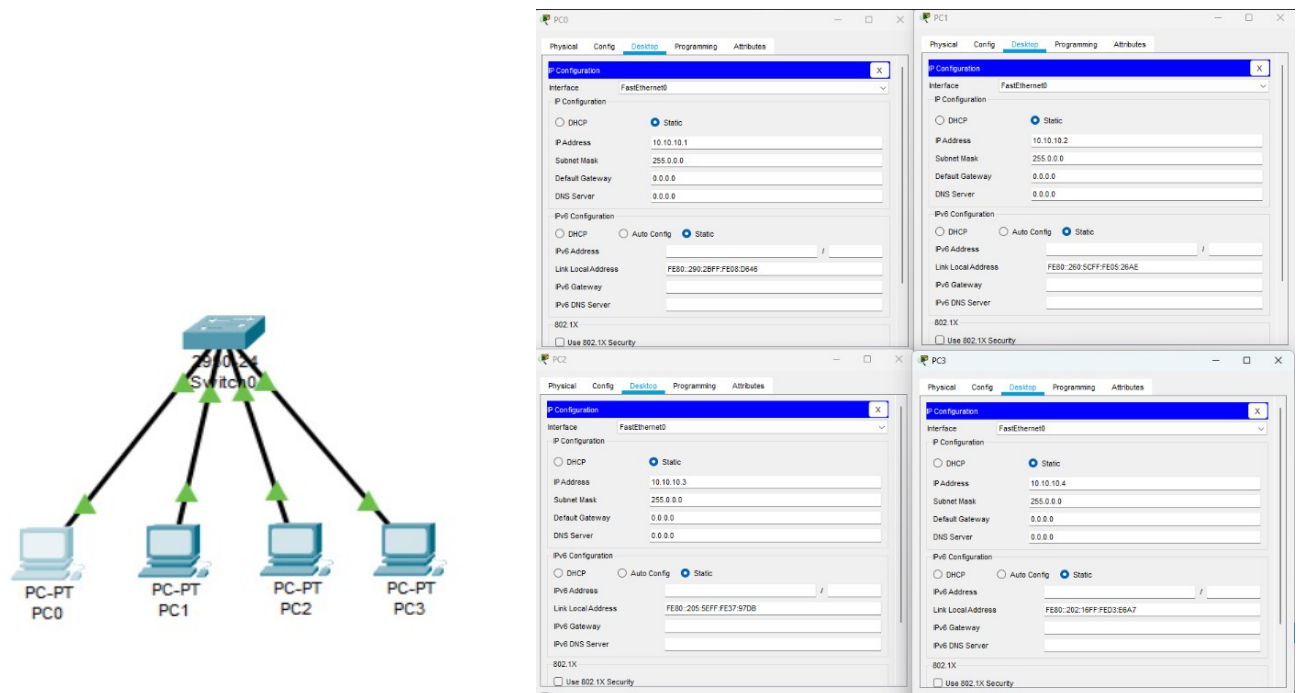 2950-24
Switch0
PC-PT
PC0
PC-PT
PC1
PC-PT
PC2
PC-PT
PC3
PC0
Physical Config Desktop Programming Attributes
IP Configuration X
Interface FastEthernet0
IP Configuration
DHCP Static
IP Address 10.10.10.1
Subnet Mask 255.0.0.0
Default Gateway 0.0.0.0
DNS Server 0.0.0.0
IPv6 Configuration
DHCP Auto Config Static
IPv6 Address /
Link Local Address FE80::290:2BFF:FE08:D646
IPv6 Gateway
IPv6 DNS Server
802.1X
Use 802.1X Security
PC1
Physical Config Desktop Programming Attributes
IP Configuration X
Interface FastEthernet0
IP Configuration
DHCP Static
IP Address 10.10.10.2
Subnet Mask 255.0.0.0
Default Gateway 0.0.0.0
DNS Server 0.0.0.0
IPv6 Configuration
DHCP Auto Config Static
IPv6 Address /
Link Local Address FE80::260:5CFF:FE05:26AE
IPv6 Gateway
IPv6 DNS Server
802.1X
Use 802.1X Security
PC2
Physical Config Desktop Programming Attributes
IP Configuration X
Interface FastEthernet0
IP Configuration
DHCP Static
IP Address 10.10.10.3
Subnet Mask 255.0.0.0
Default Gateway 0.0.0.0
DNS Server 0.0.0.0
IPv6 Configuration
DHCP Auto Config Static
IPv6 Address /
Link Local Address FE80::205:5EFF:FE37:97DB
IPv6 Gateway
IPv6 DNS Server
802.1X
Use 802.1X Security
PC3
Physical Config Desktop Programming Attributes
IP Configuration X
Interface FastEthernet0
IP Configuration
DHCP Static
IP Address 10.10.10.4
Subnet Mask 255.0.0.0
Default Gateway 0.0.0.0
DNS Server 0.0.0.0
IPv6 Configuration
DHCP Auto Config Static
IPv6 Address /
Link Local Address FE80::202:16FF:FED3:E6A7
IPv6 Gateway
IPv6 DNS Server
802.1X
Use 802.1X Security